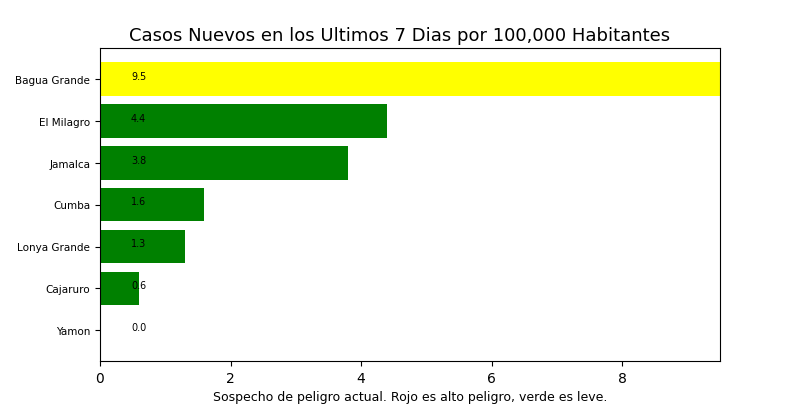 Casos Nuevos en los Ultimos 7 Dias por 100,000 Habitantes
Bagua Grande 9.5
El Milagro 4.4
Jamalca 3.8
Cumba 1.6
Lonya Grande 1.3
Cajaruro 0.6
Yamon 0.0
0 2 4 6 8
Sospecho de peligro actual. Rojo es alto peligro, verde es leve.